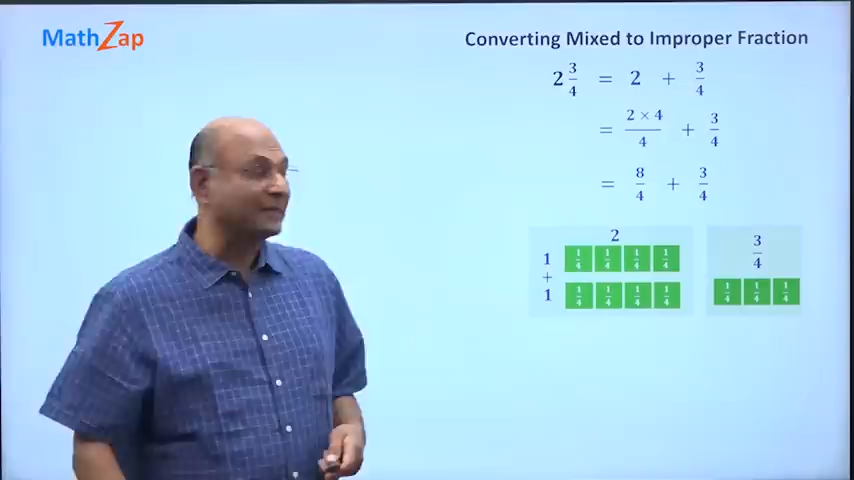 MathZap
Converting Mixed to Improper Fraction
2 3/4 = 2 + 3/4
= 2 × 4/4 + 3/4
= 8/4 + 3/4
2
3/4
1 1/4 1/4 1/4 1/4
+
1 1/4 1/4 1/4 1/4
1/4 1/4 1/4